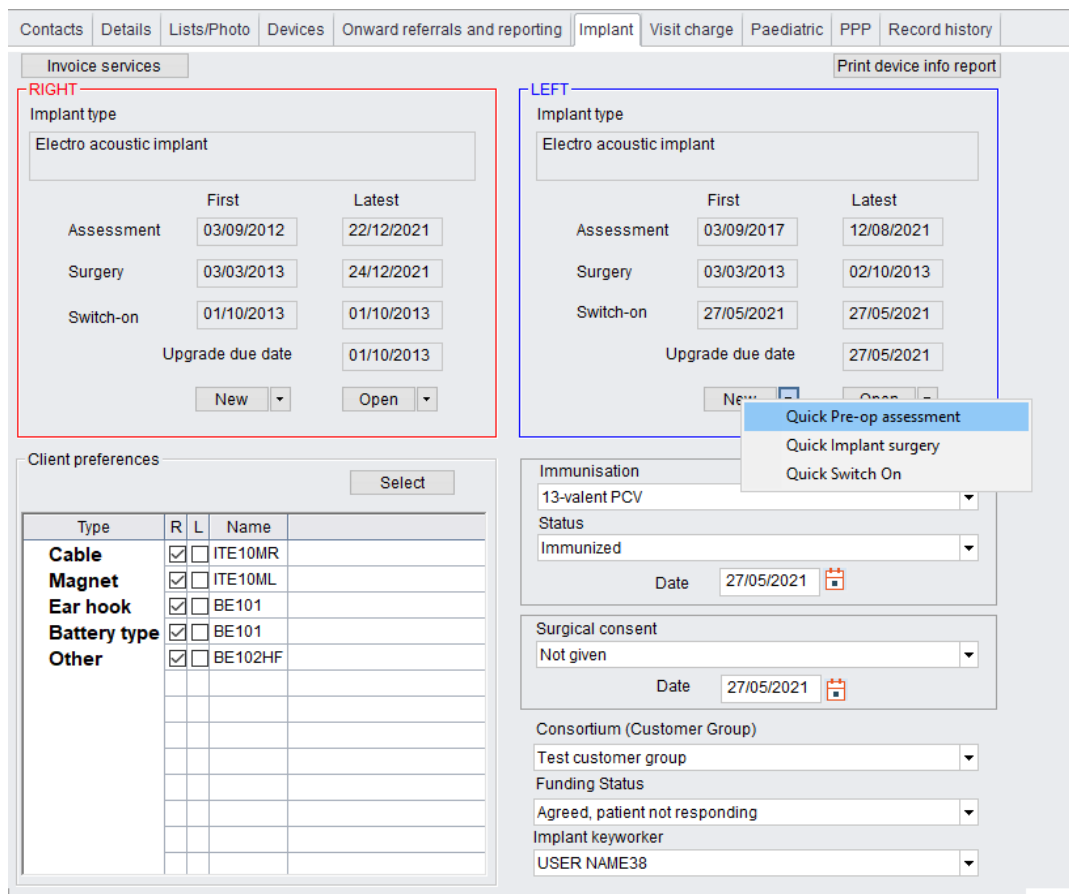 Contacts Details Lists/Photo Devices Onward referrals and reporting Implant Visit charge Paediatric PPP Record history
Invoice services
Print device info report
RIGHT
Implant type
Electro acoustic implant
First Latest
Assessment 03/09/2012 22/12/2021
Surgery 03/03/2013 24/12/2021
Switch-on 01/10/2013 01/10/2013
Upgrade due date 01/10/2013
New Open
LEFT
Implant type
Electro acoustic implant
First Latest
Assessment 03/09/2017 12/08/2021
Surgery 03/03/2013 02/10/2013
Switch-on 27/05/2021 27/05/2021
Upgrade due date 27/05/2021
New Open
Quick Pre-op assessment
Quick Implant surgery
Quick Switch On
Client preferences
Select
Type R L Name
Cable ITE10MR
Magnet ITE10ML
Ear hook BE101
Battery type BE101
Other BE102HF
Immunisation
13-valent PCV
Status
Immunized
Date 27/05/2021
Surgical consent
Not given
Date 27/05/2021
Consortium (Customer Group)
Test customer group
Funding Status
Agreed, patient not responding
Implant keyworker
USER NAME38